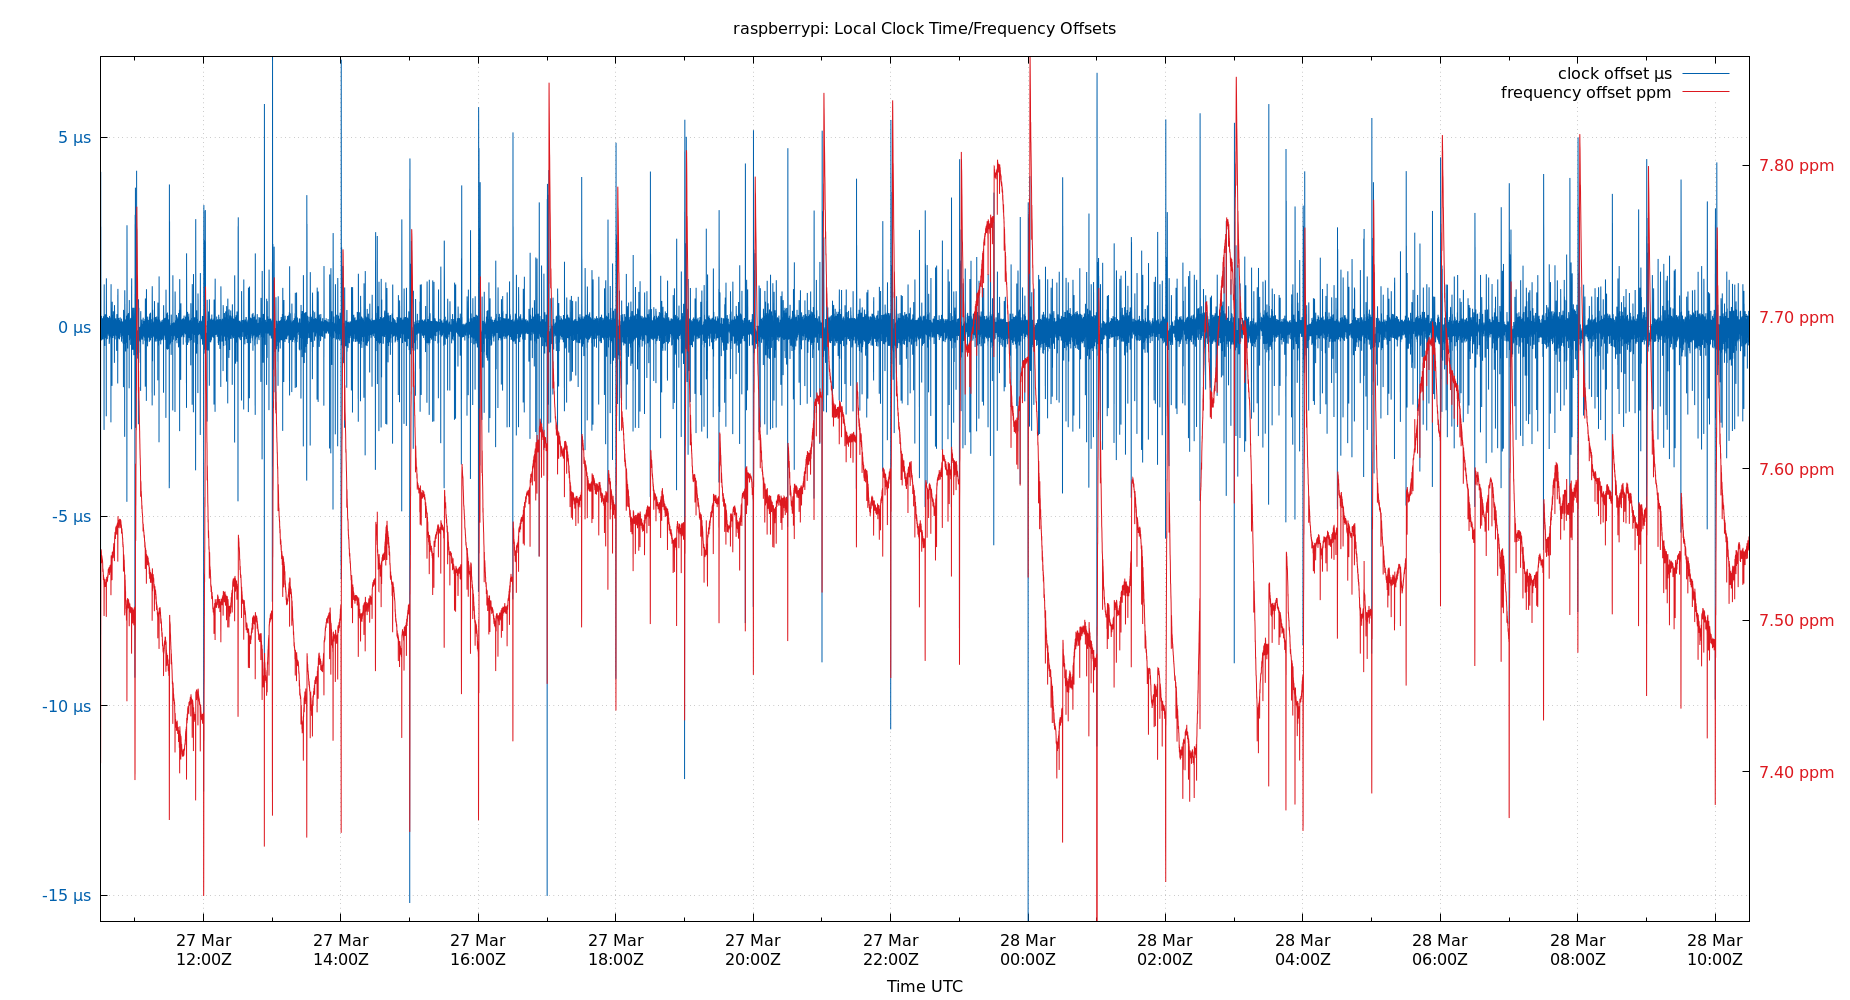 raspberrypi: Local Clock Time/Frequency Offsets
clock offset µs
frequency offset ppm
5 µs
0 µs
-5 µs
-10 µs
-15 µs
7.80 ppm
7.70 ppm
7.60 ppm
7.50 ppm
7.40 ppm
27 Mar 27 Mar 27 Mar 27 Mar 27 Mar 27 Mar 28 Mar 28 Mar 28 Mar 28 Mar 28 Mar 28 Mar
12:00Z 14:00Z 16:00Z 18:00Z 20:00Z 22:00Z 00:00Z 02:00Z 04:00Z 06:00Z 08:00Z 10:00Z
Time UTC